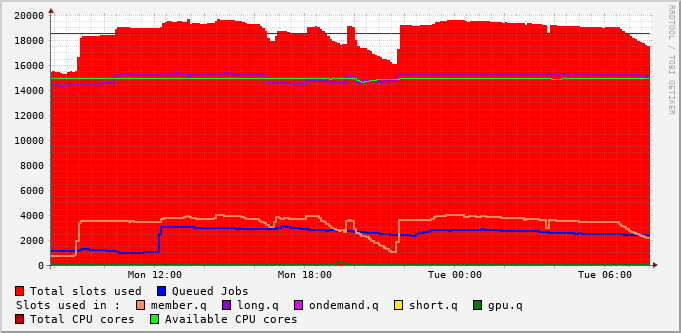 20000
18000
16000
14000
12000
10000
8000
6000
4000
2000
0
Mon 12:00 Mon 18:00 Tue 00:00 Tue 06:00
Total slots used Queued Jobs
Slots used in : member.q long.q ondemand.q short.q gpu.q
Total CPU cores Available CPU cores
RRDTOOL / TOBI OETIKER